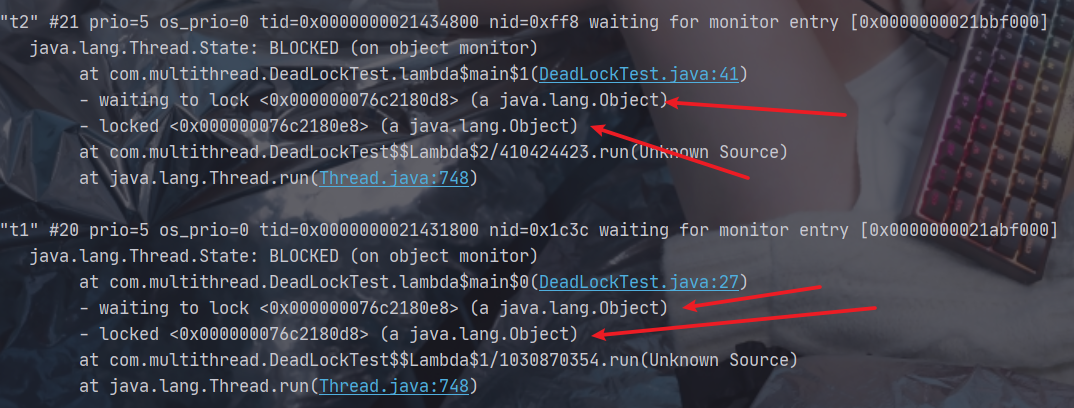 "t2" #21 prio=5 os_prio=0 tid=0x0000000021434800 nid=0xff8 waiting for monitor entry [0x0000000021bbf000]
java.lang.Thread.State: BLOCKED (on object monitor)
at com.multithread.DeadLockTest.lambda$main$1(DeadLockTest.java:41)
- waiting to lock <0x000000076c2180d8> (a java.lang.Object)
- locked <0x000000076c2180e8> (a java.lang.Object)
at com.multithread.DeadLockTest$$Lambda$2/410424423.run(Unknown Source)
at java.lang.Thread.run(Thread.java:748)
"t1" #20 prio=5 os_prio=0 tid=0x0000000021431800 nid=0x1c3c waiting for monitor entry [0x0000000021abf000]
java.lang.Thread.State: BLOCKED (on object monitor)
at com.multithread.DeadLockTest.lambda$main$0(DeadLockTest.java:27)
- waiting to lock <0x000000076c2180e8> (a java.lang.Object)
- locked <0x000000076c2180d8> (a java.lang.Object)
at com.multithread.DeadLockTest$$Lambda$1/1030870354.run(Unknown Source)
at java.lang.Thread.run(Thread.java:748)